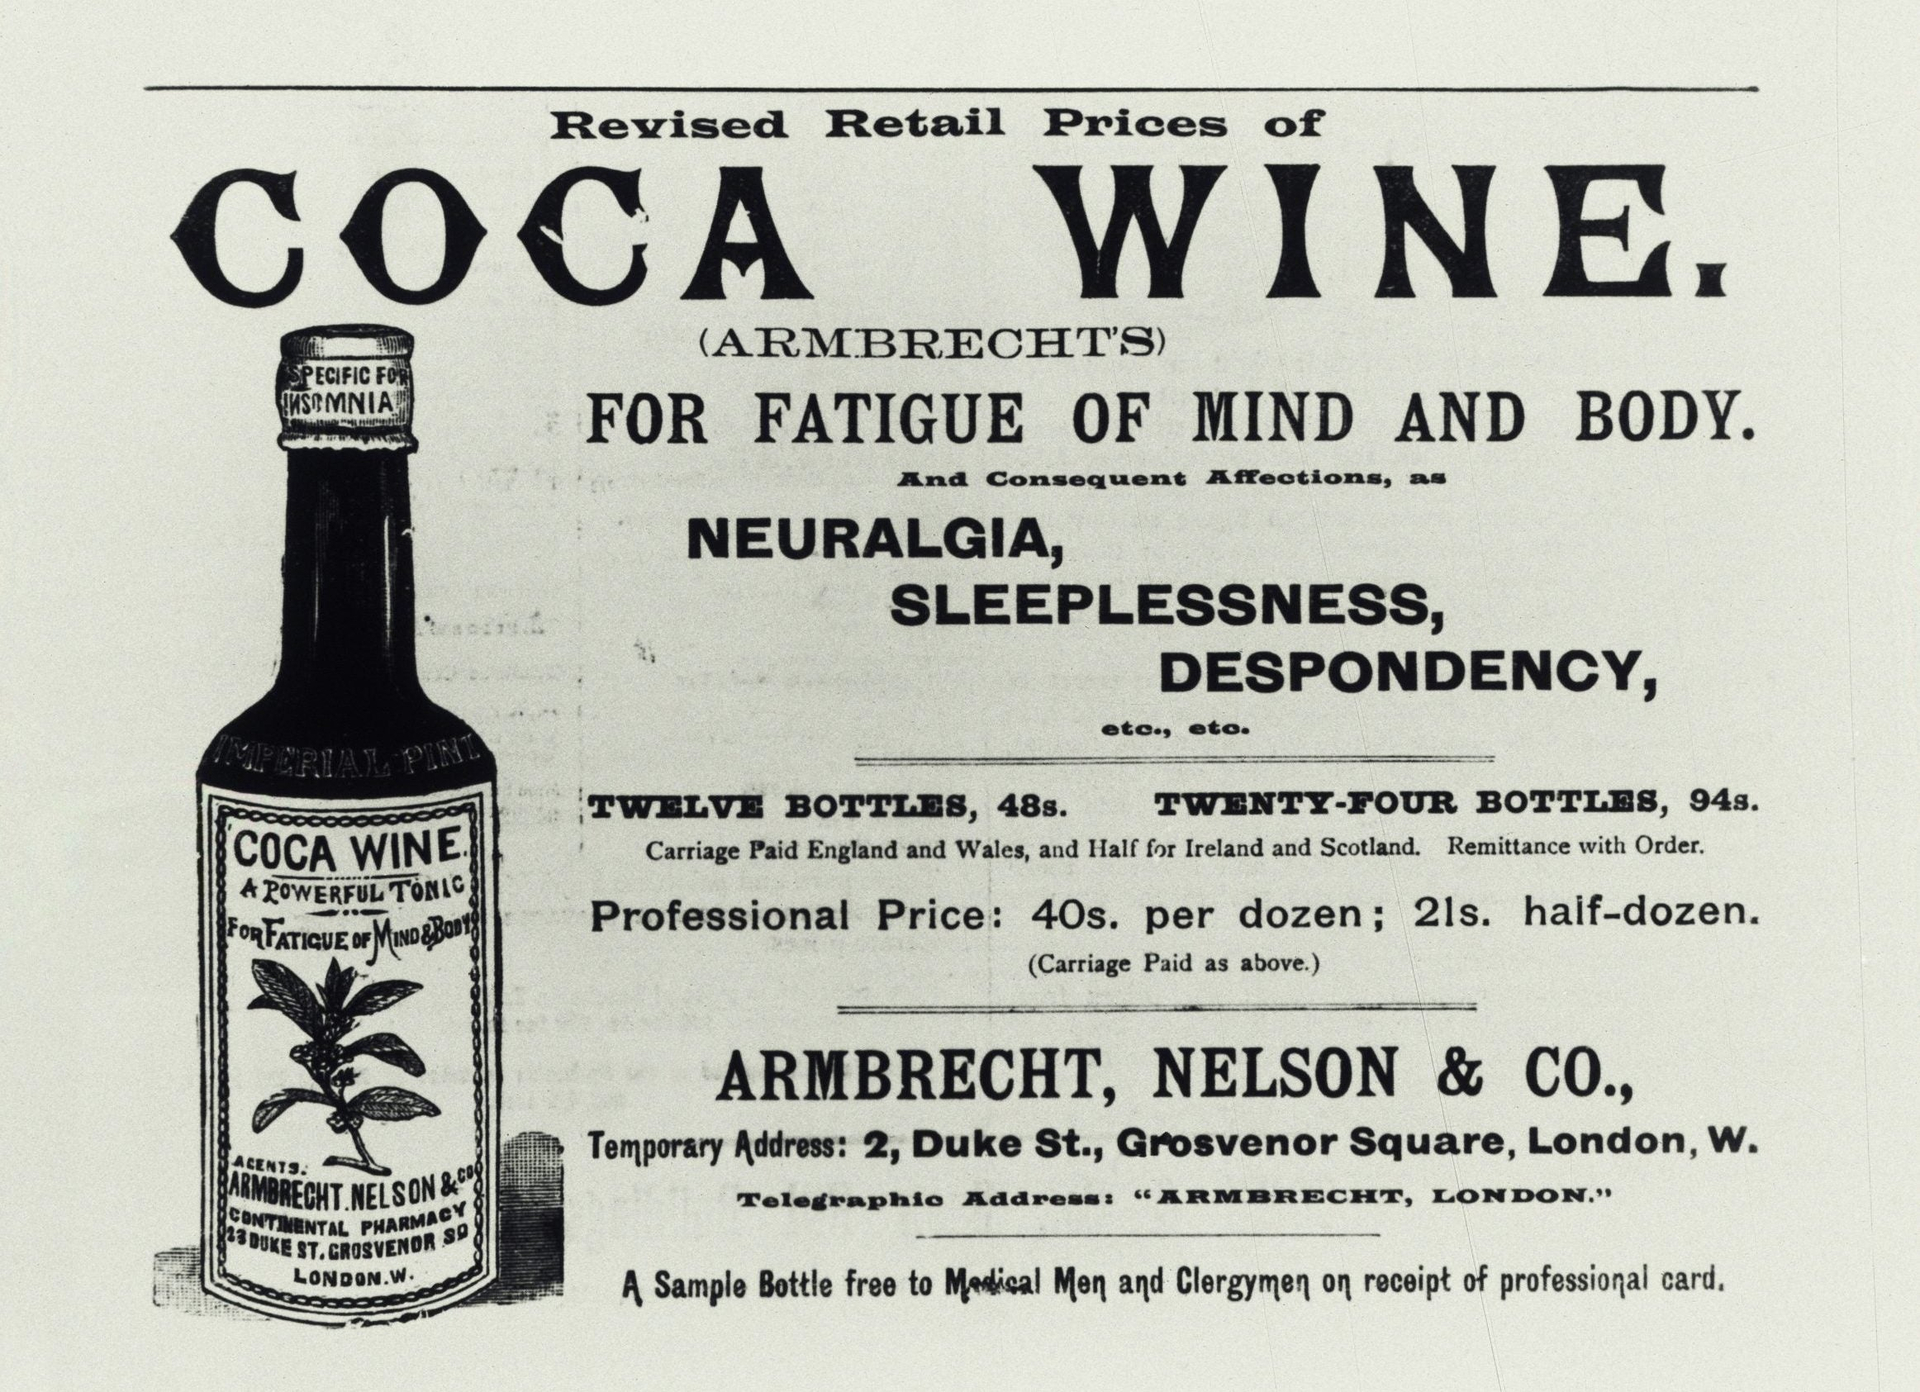 Revised Retail Prices of
COCA WINE.
(ARMBRECHT'S)
FOR FATIGUE OF MIND AND BODY.
And Consequent Affections, as
NEURALGIA,
SLEEPLESSNESS,
DESPONDENCY,
etc., etc.
TWELVE BOTTLES, 48s. TWENTY-FOUR BOTTLES, 94s.
Carriage Paid England and Wales, and Half for Ireland and Scotland. Remittance with Order.
Professional Price: 40s. per dozen; 21s. half-dozen.
(Carriage Paid as above.)
ARMBRECHT, NELSON & CO.,
Temporary Address: 2, Duke St., Grosvenor Square, London, W.
Telegraphic Address: "ARMBRECHT, LONDON."
A Sample Bottle free to Medical Men and Clergymen on receipt of professional card.
SPECIFIC FOR
INSOMNIA
IMPERIAL PINT
COCA WINE.
A POWERFUL TONIC
FOR FATIGUE OF MIND & BODY
AGENTS.
ARMBRECHT. NELSON & CO
CONTINENTAL PHARMACY
23 DUKE ST. GROSVENOR SQ
LONDON. W.